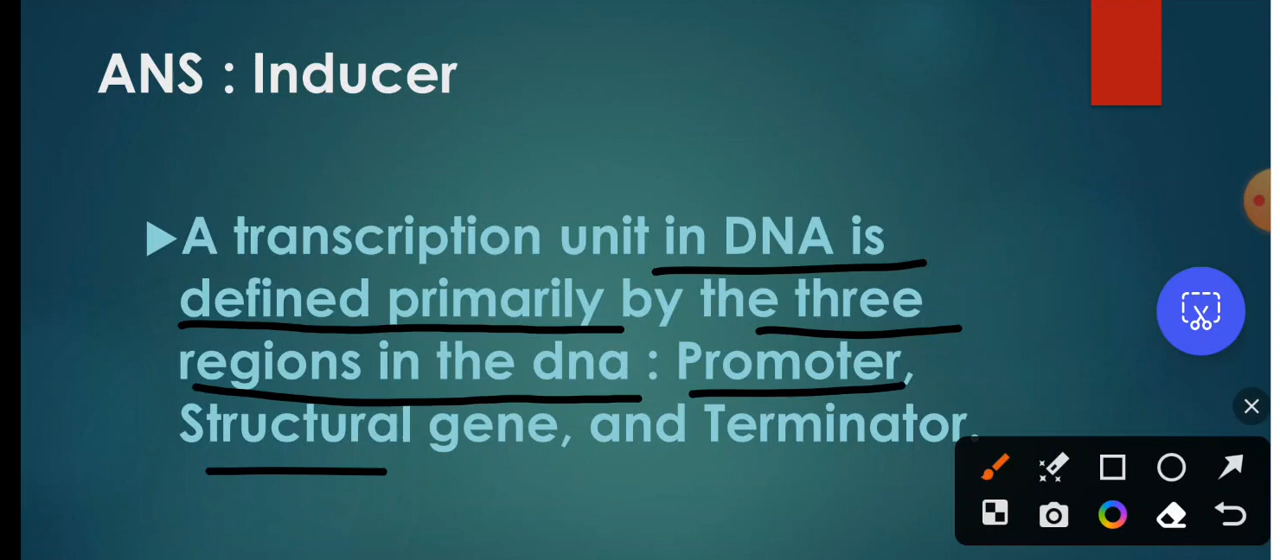 ANS : Inducer
A transcription unit in DNA is
defined primarily by the three
regions in the dna : Promoter,
Structural gene, and Terminator.